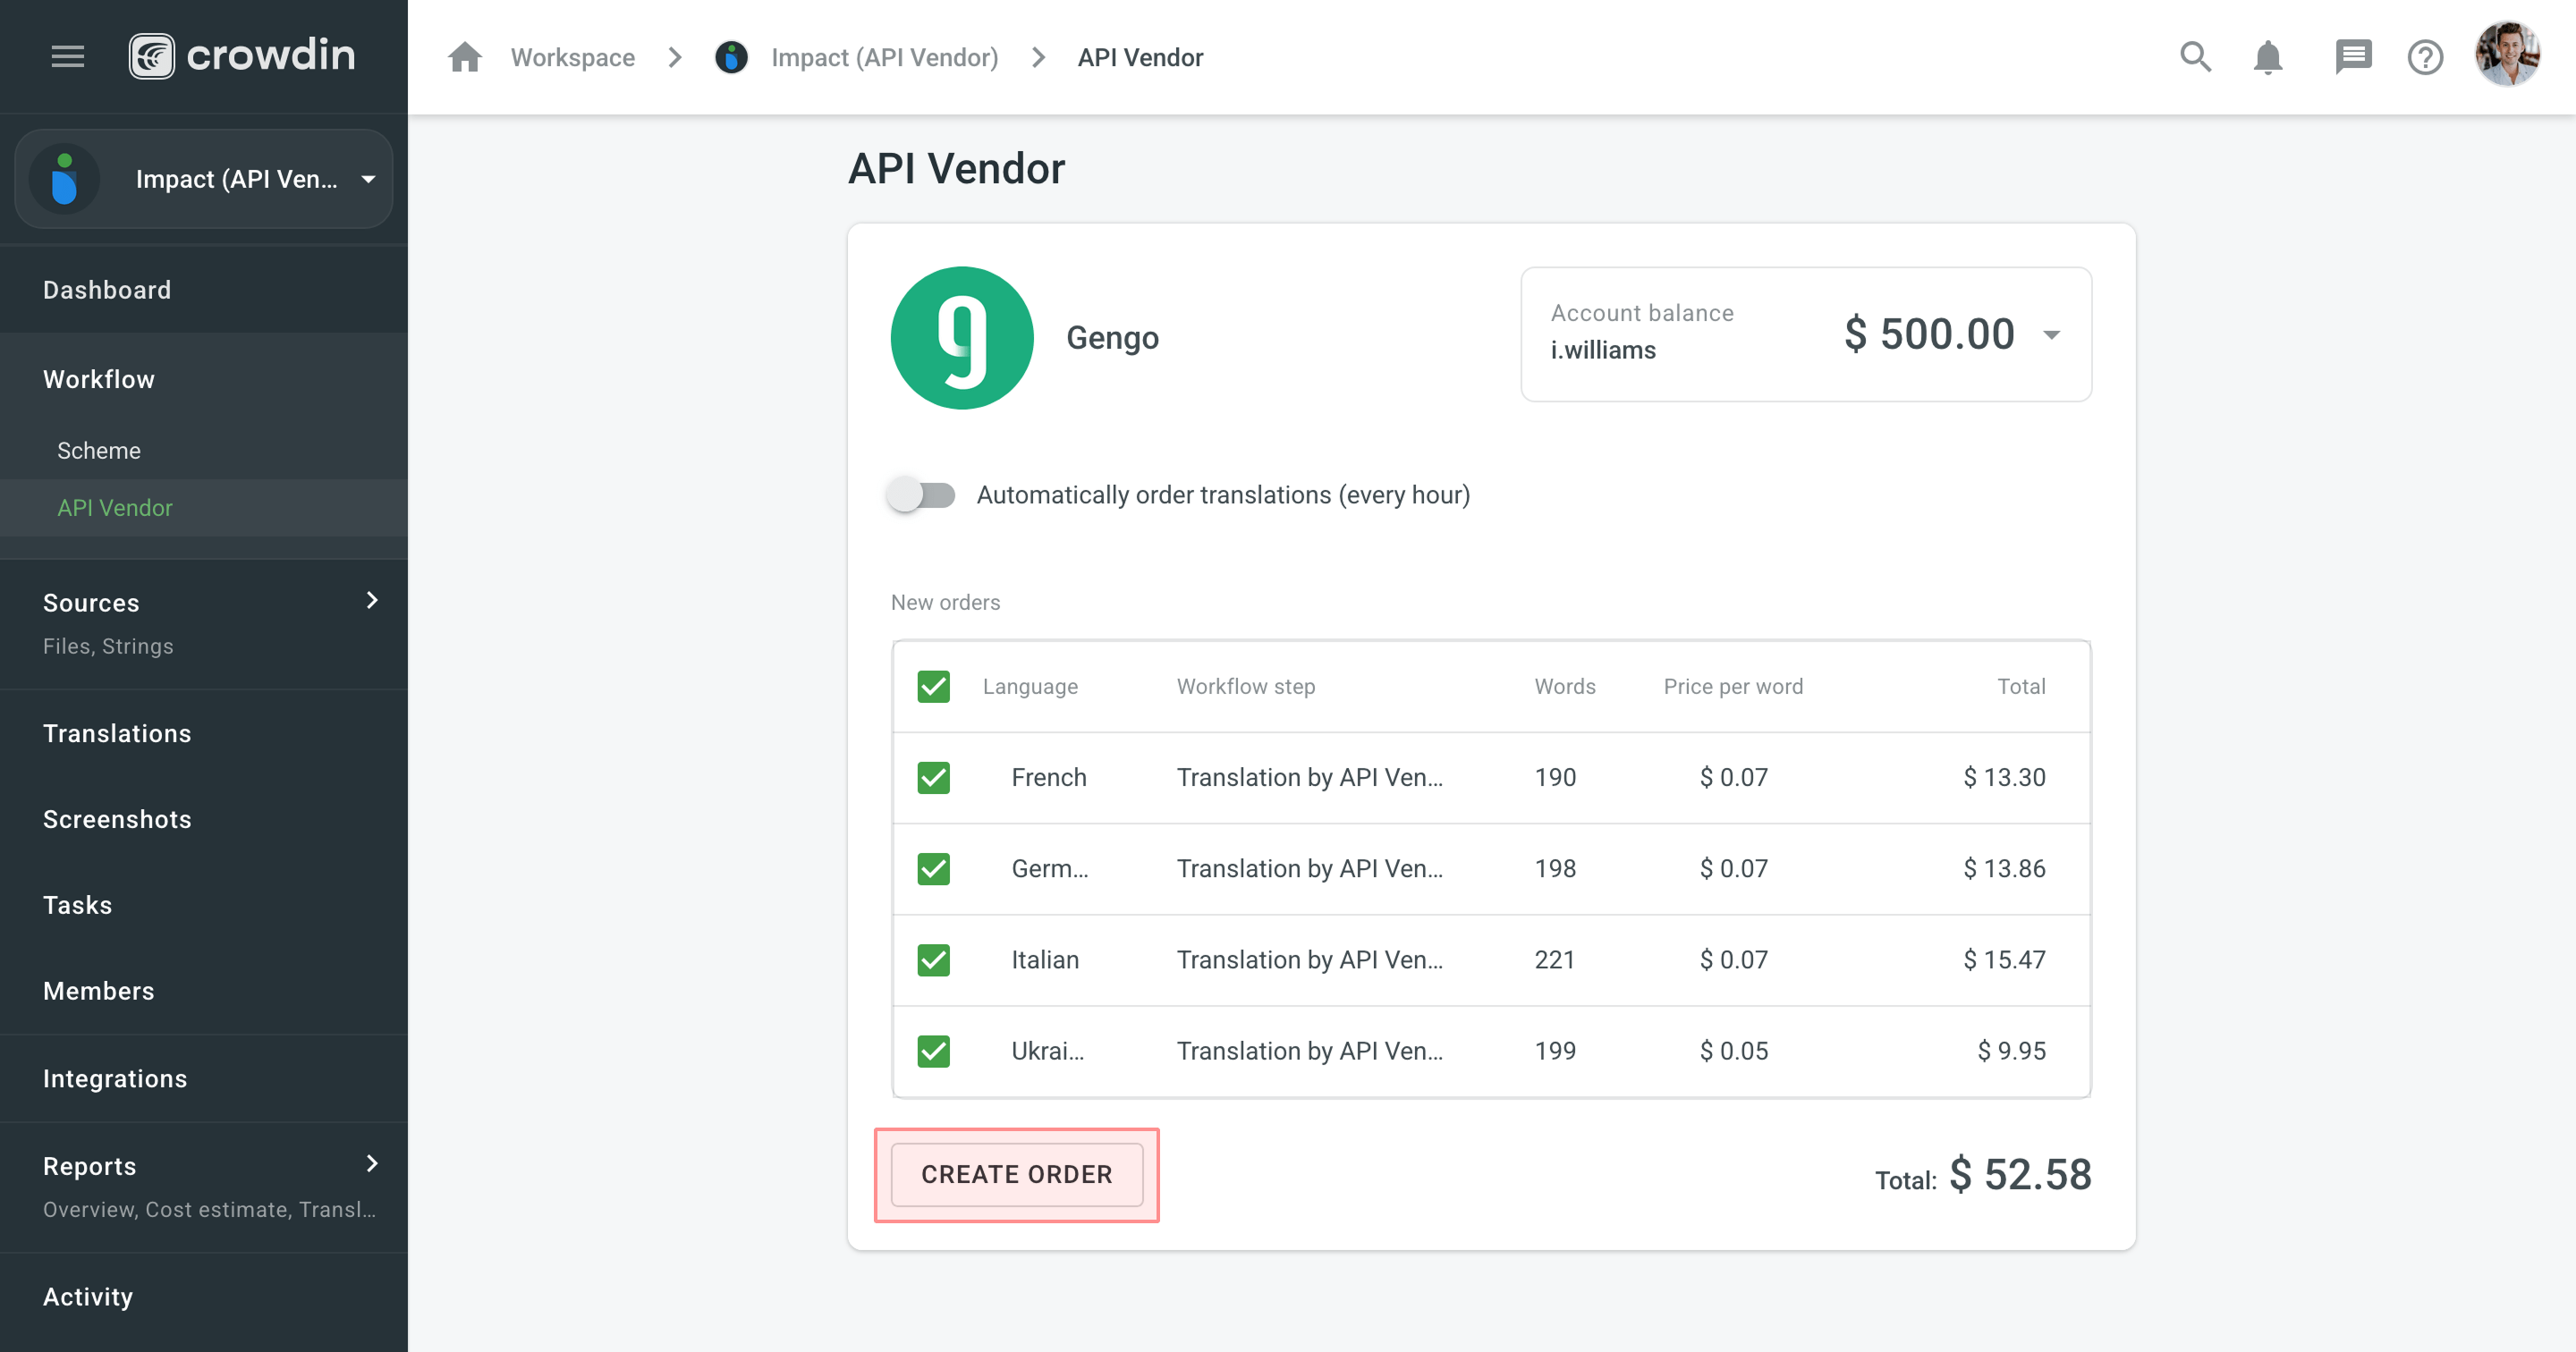 crowdin
Workspace
Impact (API Vendor)
API Vendor
Impact (API Ven...
Dashboard
Workflow
Scheme
API Vendor
Sources
Files, Strings
Translations
Screenshots
Tasks
Members
Integrations
Reports
Overview, Cost estimate, Transl...
Activity
API Vendor
g
Gengo
Account balance
i.williams
$ 500.00
Automatically order translations (every hour)
New orders
Language Workflow step Words Price per word Total
French Translation by API Ven... 190 $ 0.07 $ 13.30
Germ... Translation by API Ven... 198 $ 0.07 $ 13.86
Italian Translation by API Ven... 221 $ 0.07 $ 15.47
Ukrai... Translation by API Ven... 199 $ 0.05 $ 9.95
CREATE ORDER
Total: $ 52.58